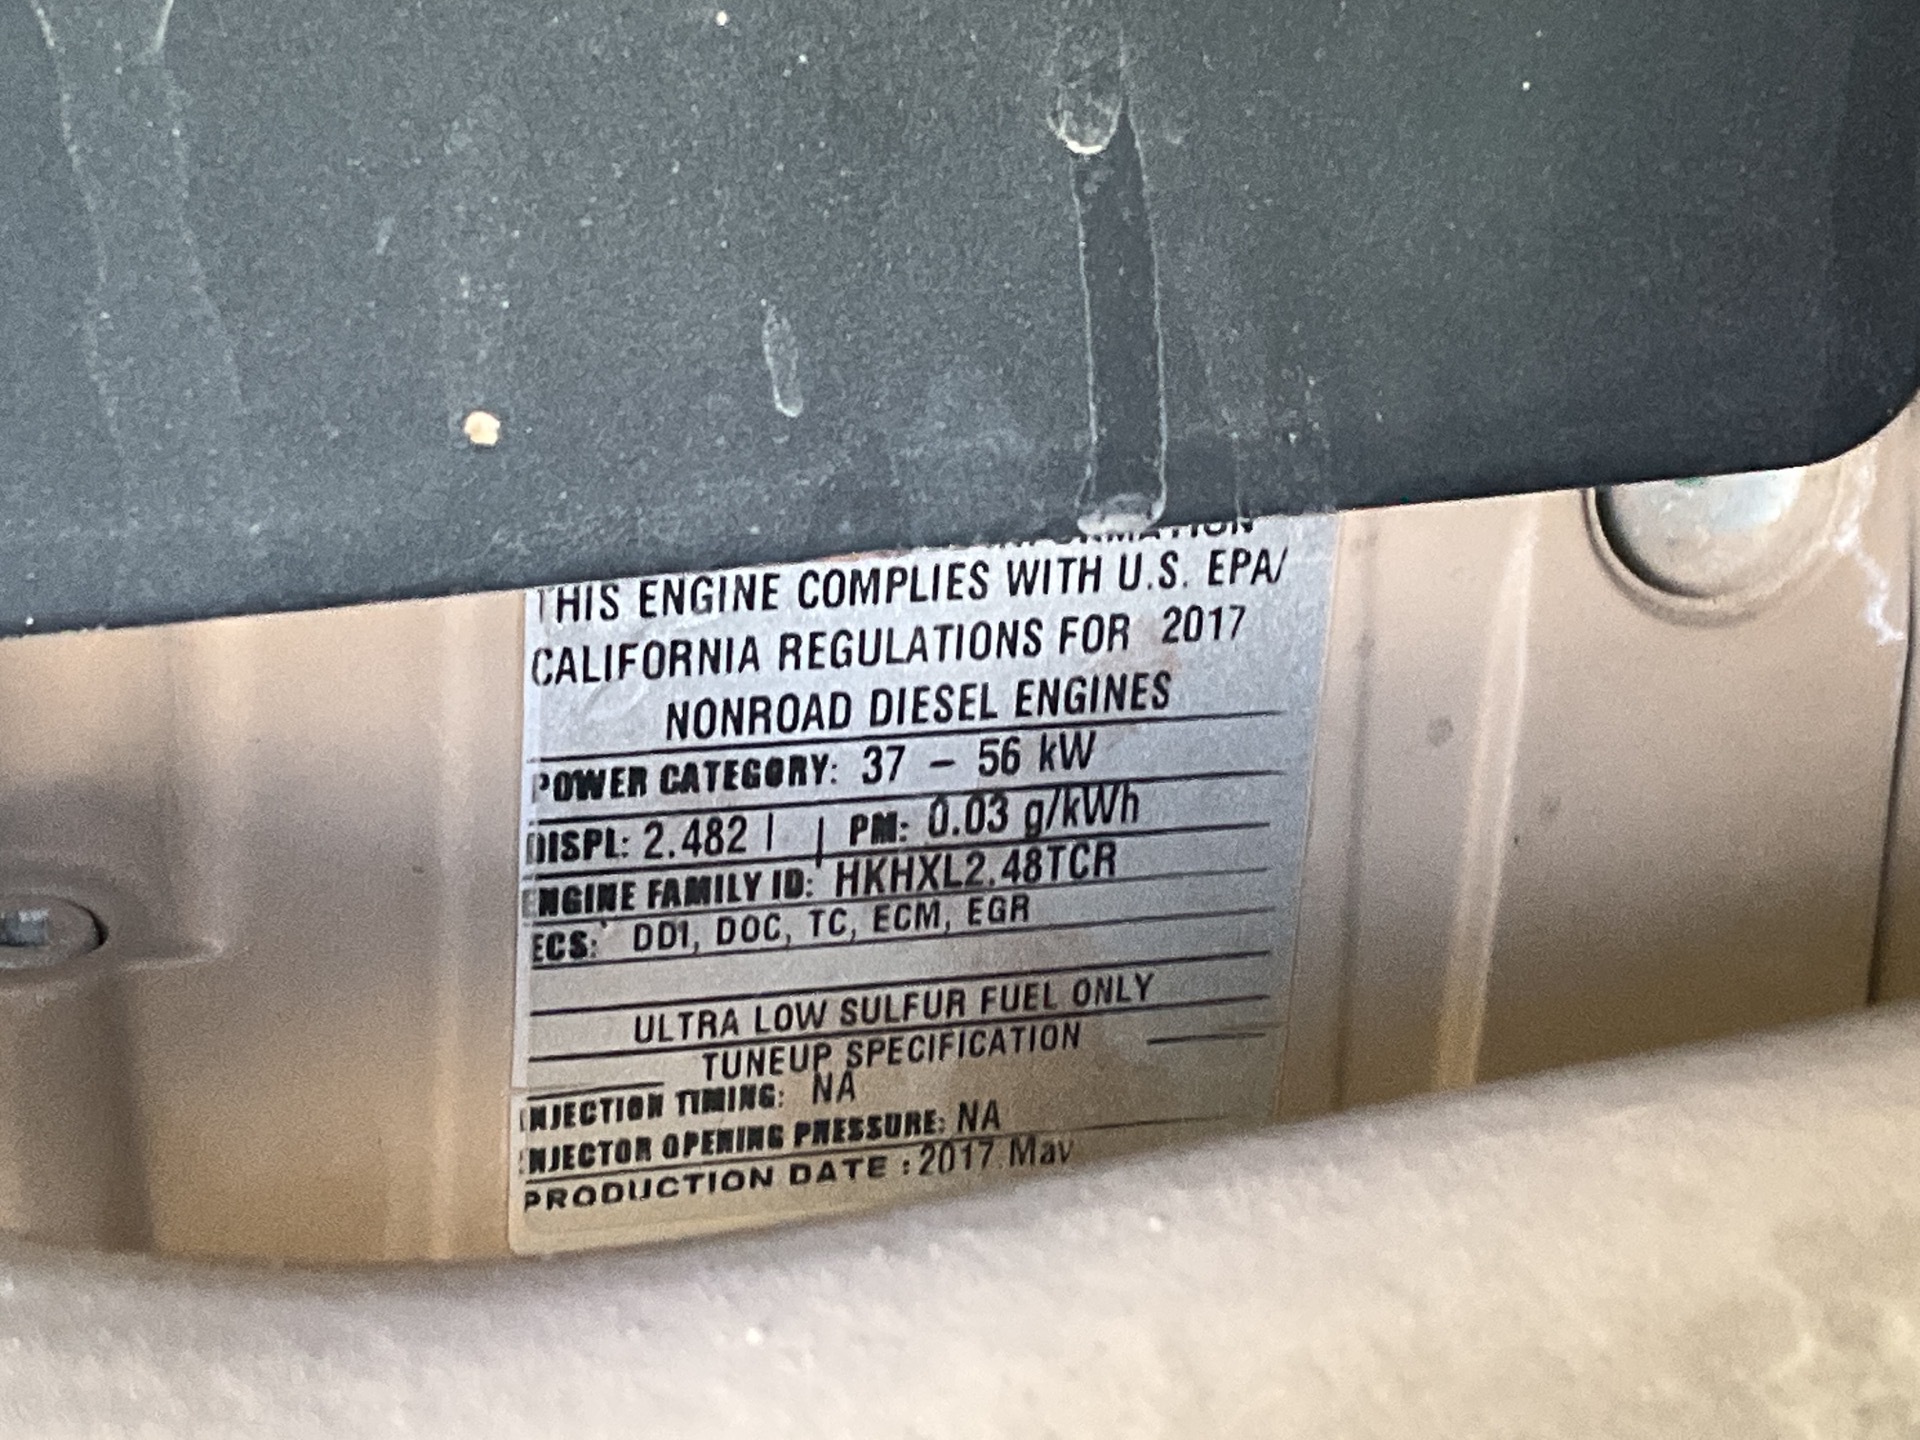 THIS ENGINE COMPLIES WITH U.S. EPA/
CALIFORNIA REGULATIONS FOR 2017
NONROAD DIESEL ENGINES
POWER CATEGORY: 37 – 56 kW
DISPL: 2.482 l | PM: 0.03 g/kWh
ENGINE FAMILY ID: HKHXL2.48TCR
ECS: DDI, DOC, TC, ECM, EGR
ULTRA LOW SULFUR FUEL ONLY
TUNEUP SPECIFICATION
INJECTION TIMING: NA
INJECTOR OPENING PRESSURE: NA
PRODUCTION DATE : 2017.May